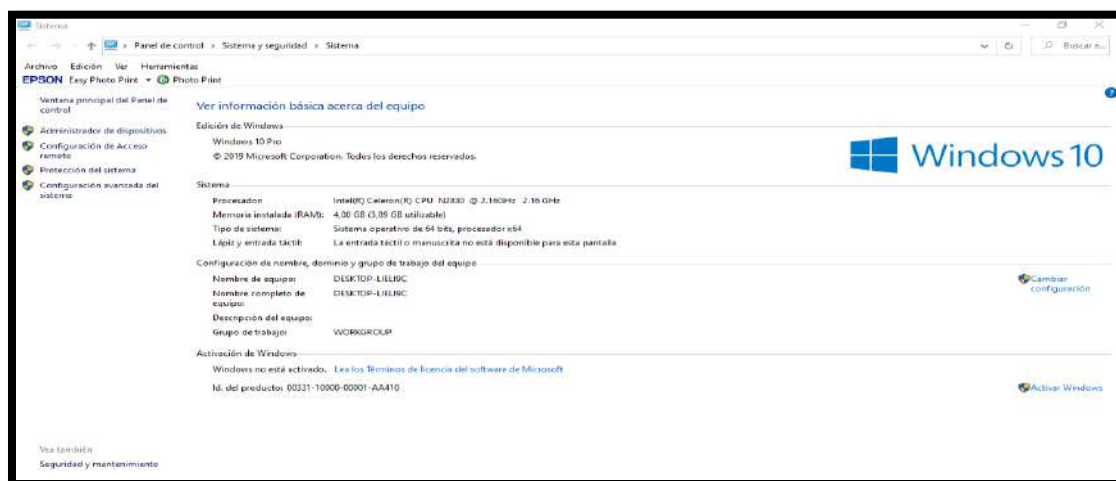 Sistema
Panel de control › Sistema y seguridad › Sistema
Buscar e...
Archivo Edición Ver Herramientas
EPSON Easy Photo Print Photo Print
Ventana principal del Panel de
control
Administrador de dispositivos
Configuración de Acceso
remoto
Protección del sistema
Configuración avanzada del
sistema
Vea también
Seguridad y mantenimiento
Ver información básica acerca del equipo
Edición de Windows
Windows 10 Pro
© 2019 Microsoft Corporation. Todos los derechos reservados.
Windows 10
Sistema
Procesador: Intel(R) Celeron(R) CPU N2830 @ 2.16GHz 2.16 GHz
Memoria instalada (RAM): 4,00 GB (3,89 GB utilizable)
Tipo de sistema: Sistema operativo de 64 bits, procesador x64
Lápiz y entrada táctil: La entrada táctil o manuscrita no está disponible para esta pantalla
Configuración de nombre, dominio y grupo de trabajo del equipo
Nombre de equipo:
Nombre completo de
equipo:
Descripción del equipo:
Grupo de trabajo: WORKGROUP
Cambiar
configuración
Activación de Windows
Windows no está activado. Lea los Términos de licencia del software de Microsoft
Id. del producto: 00331-10000-00001-AA410
Activar Windows